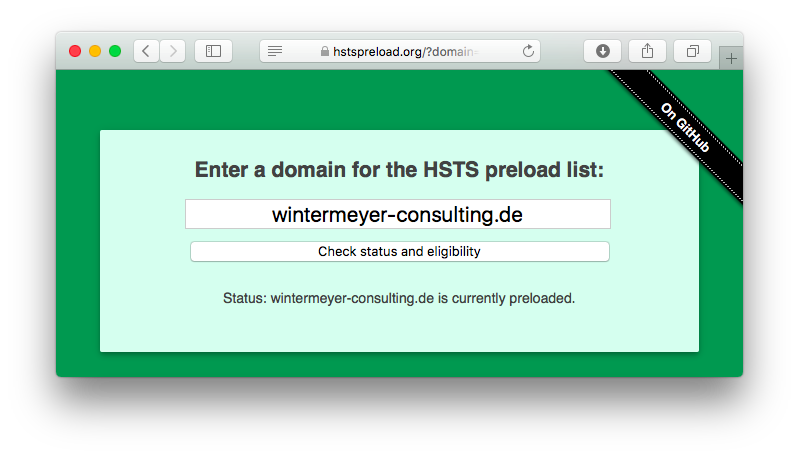 hstspreload.org/?domain=
On GitHub
Enter a domain for the HSTS preload list:
wintermeyer-consulting.de
Check status and eligibility
Status: wintermeyer-consulting.de is currently preloaded.